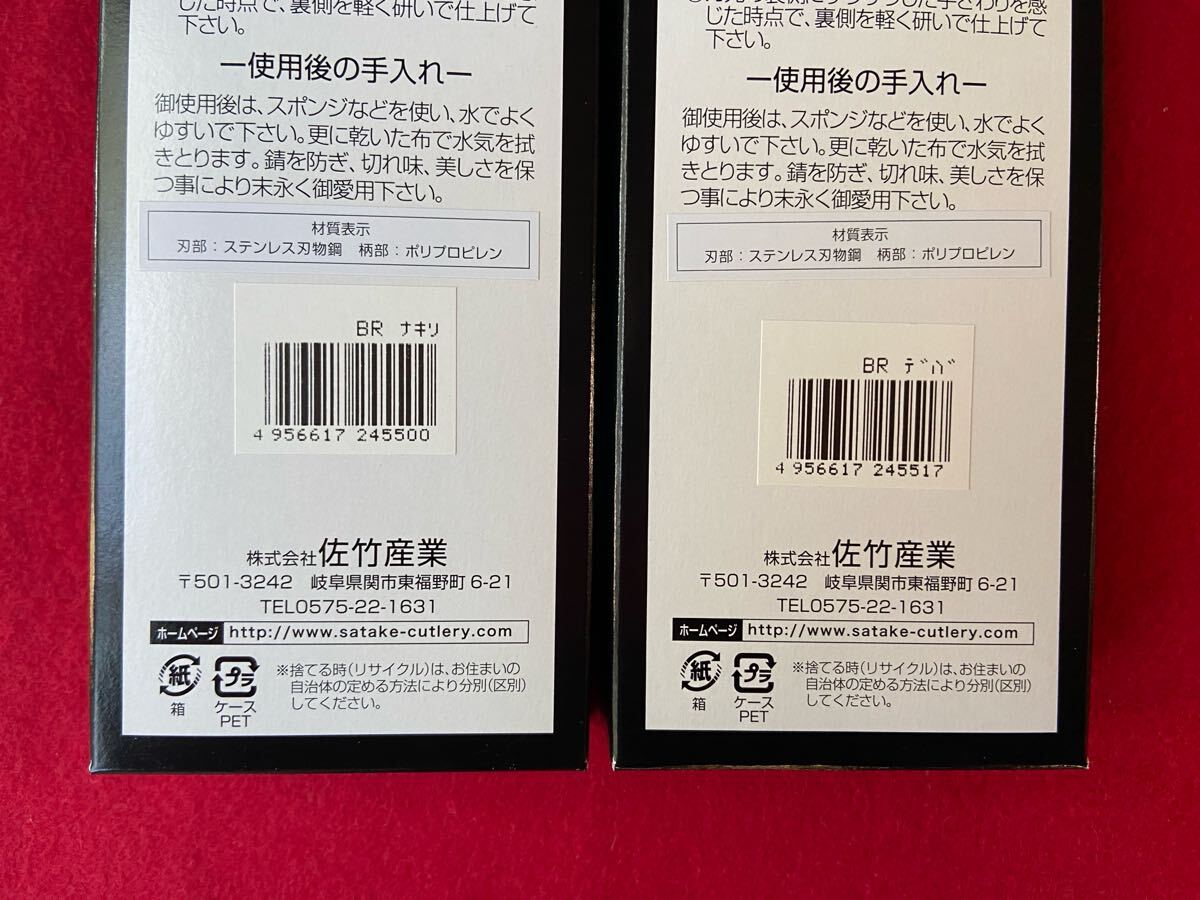 じた時点で、裏側を軽く研いで仕上げて
下さい。
ー使用後の手入れー
御使用後は、スポンジなどを使い、水でよく
ゆすいで下さい。更に乾いた布で水気を拭
きとります。錆を防ぎ、切れ味、美しさを保
つ事により末永く御愛用下さい。
材質表示
刃部：ステンレス刃物鋼 柄部：ポリプロピレン
BR ナキリ
4 956617 245500
株式会社佐竹産業
〒501-3242 岐阜県関市東福野町 6-21
TEL0575-22-1631
ホームページ http://www.satake-cutlery.com
紙
箱
プラ
ケース
PET
※捨てる時（リサイクル）は、お住まいの
自治体の定める方法により分別（区別）
してください。
じた時点で、裏側を軽く研いで仕上げて
下さい。
ー使用後の手入れー
御使用後は、スポンジなどを使い、水でよく
ゆすいで下さい。更に乾いた布で水気を拭
きとります。錆を防ぎ、切れ味、美しさを保
つ事により末永く御愛用下さい。
材質表示
刃部：ステンレス刃物鋼 柄部：ポリプロピレン
BR デバ
4 956617 245517
株式会社佐竹産業
〒501-3242 岐阜県関市東福野町 6-21
TEL0575-22-1631
ホームページ http://www.satake-cutlery.com
紙
箱
プラ
ケース
PET
※捨てる時（リサイクル）は、お住まいの
自治体の定める方法により分別（区別）
してください。